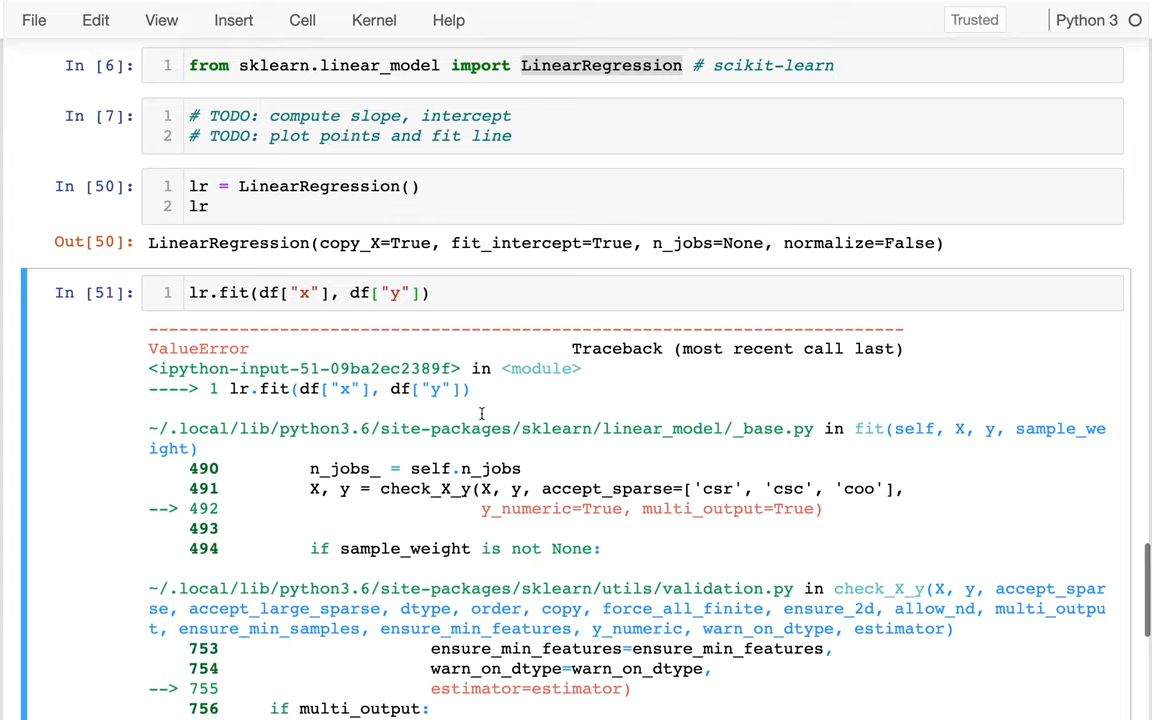 File Edit View Insert Cell Kernel Help Trusted Python 3
In [6]: 1 from sklearn.linear_model import LinearRegression # scikit-learn
In [7]: 1 # TODO: compute slope, intercept
2 # TODO: plot points and fit line
In [50]: 1 lr = LinearRegression()
2 lr
Out[50]: LinearRegression(copy_X=True, fit_intercept=True, n_jobs=None, normalize=False)
In [51]: 1 lr.fit(df["x"], df["y"])
---------------------------------------------------------------------------
ValueError Traceback (most recent call last)
<ipython-input-51-09ba2ec2389f> in <module>
----> 1 lr.fit(df["x"], df["y"])
~/.local/lib/python3.6/site-packages/sklearn/linear_model/_base.py in fit(self, X, y, sample_we
ight)
490 n_jobs_ = self.n_jobs
491 X, y = check_X_y(X, y, accept_sparse=['csr', 'csc', 'coo'],
--> 492 y_numeric=True, multi_output=True)
493
494 if sample_weight is not None:
~/.local/lib/python3.6/site-packages/sklearn/utils/validation.py in check_X_y(X, y, accept_spar
se, accept_large_sparse, dtype, order, copy, force_all_finite, ensure_2d, allow_nd, multi_outpu
t, ensure_min_samples, ensure_min_features, y_numeric, warn_on_dtype, estimator)
753 ensure_min_features=ensure_min_features,
754 warn_on_dtype=warn_on_dtype,
--> 755 estimator=estimator)
756 if multi_output: